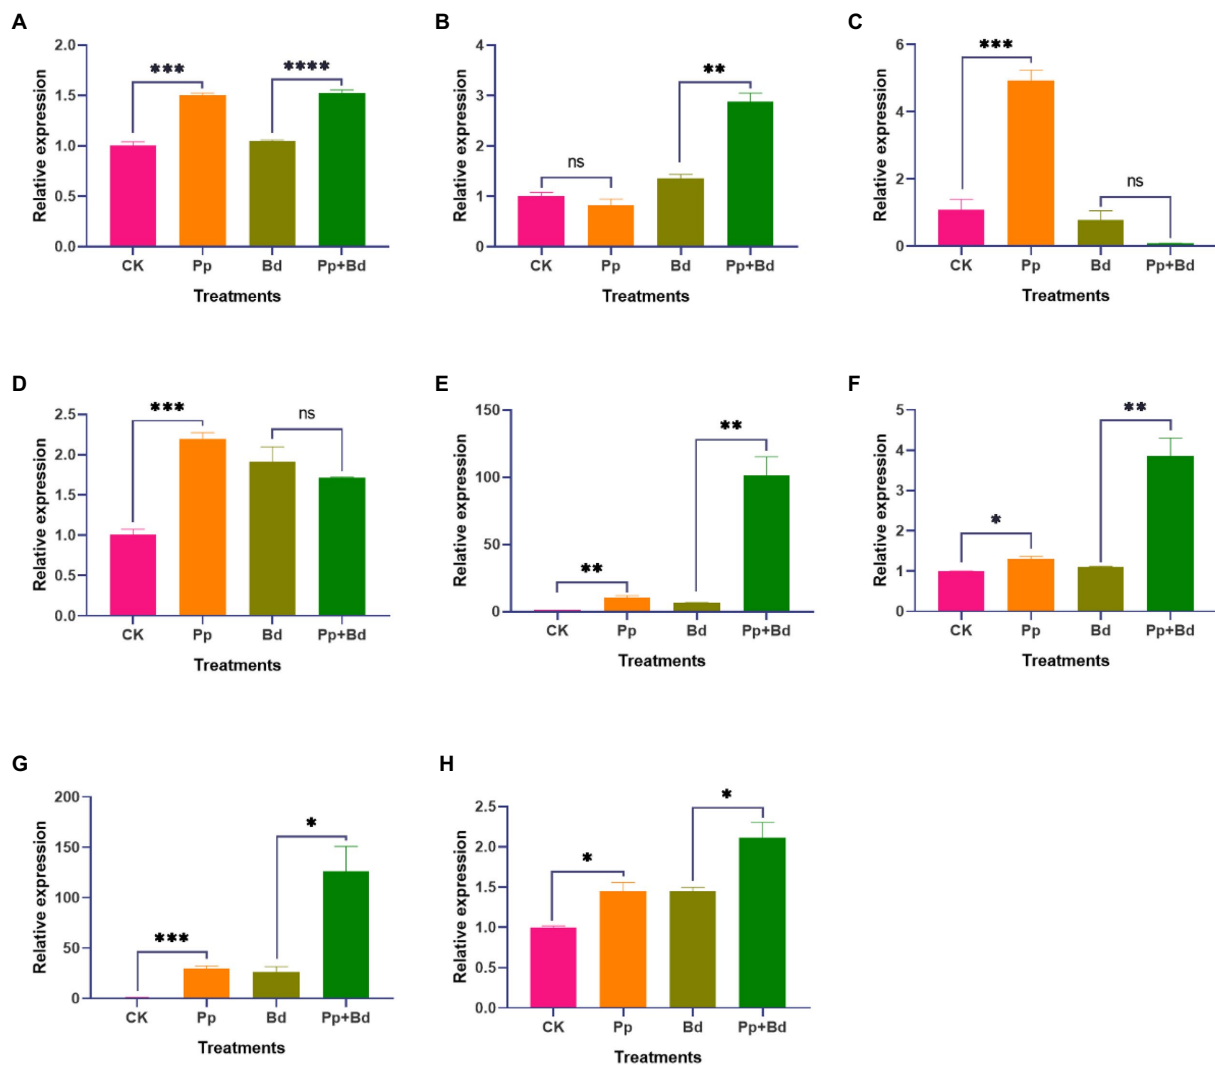 A
Relative expression
2.0
1.5
1.0
0.5
0.0
*** ****
CK Pp Bd Pp+Bd
Treatments
B
Relative expression
4
3
2
1
0
ns **
CK Pp Bd Pp+Bd
Treatments
C
Relative expression
6
4
2
0
*** ns
CK Pp Bd Pp+Bd
Treatments
D
Relative expression
2.5
2.0
1.5
1.0
0.5
0.0
*** ns
CK Pp Bd Pp+Bd
Treatments
E
Relative expression
150
100
50
0
** **
CK Pp Bd Pp+Bd
Treatments
F
Relative expression
5
4
3
2
1
0
* **
CK Pp Bd Pp+Bd
Treatments
G
Relative expression
200
150
100
50
0
*** *
CK Pp Bd Pp+Bd
Treatments
H
Relative expression
2.5
2.0
1.5
1.0
0.5
0.0
* *
CK Pp Bd Pp+Bd
Treatments